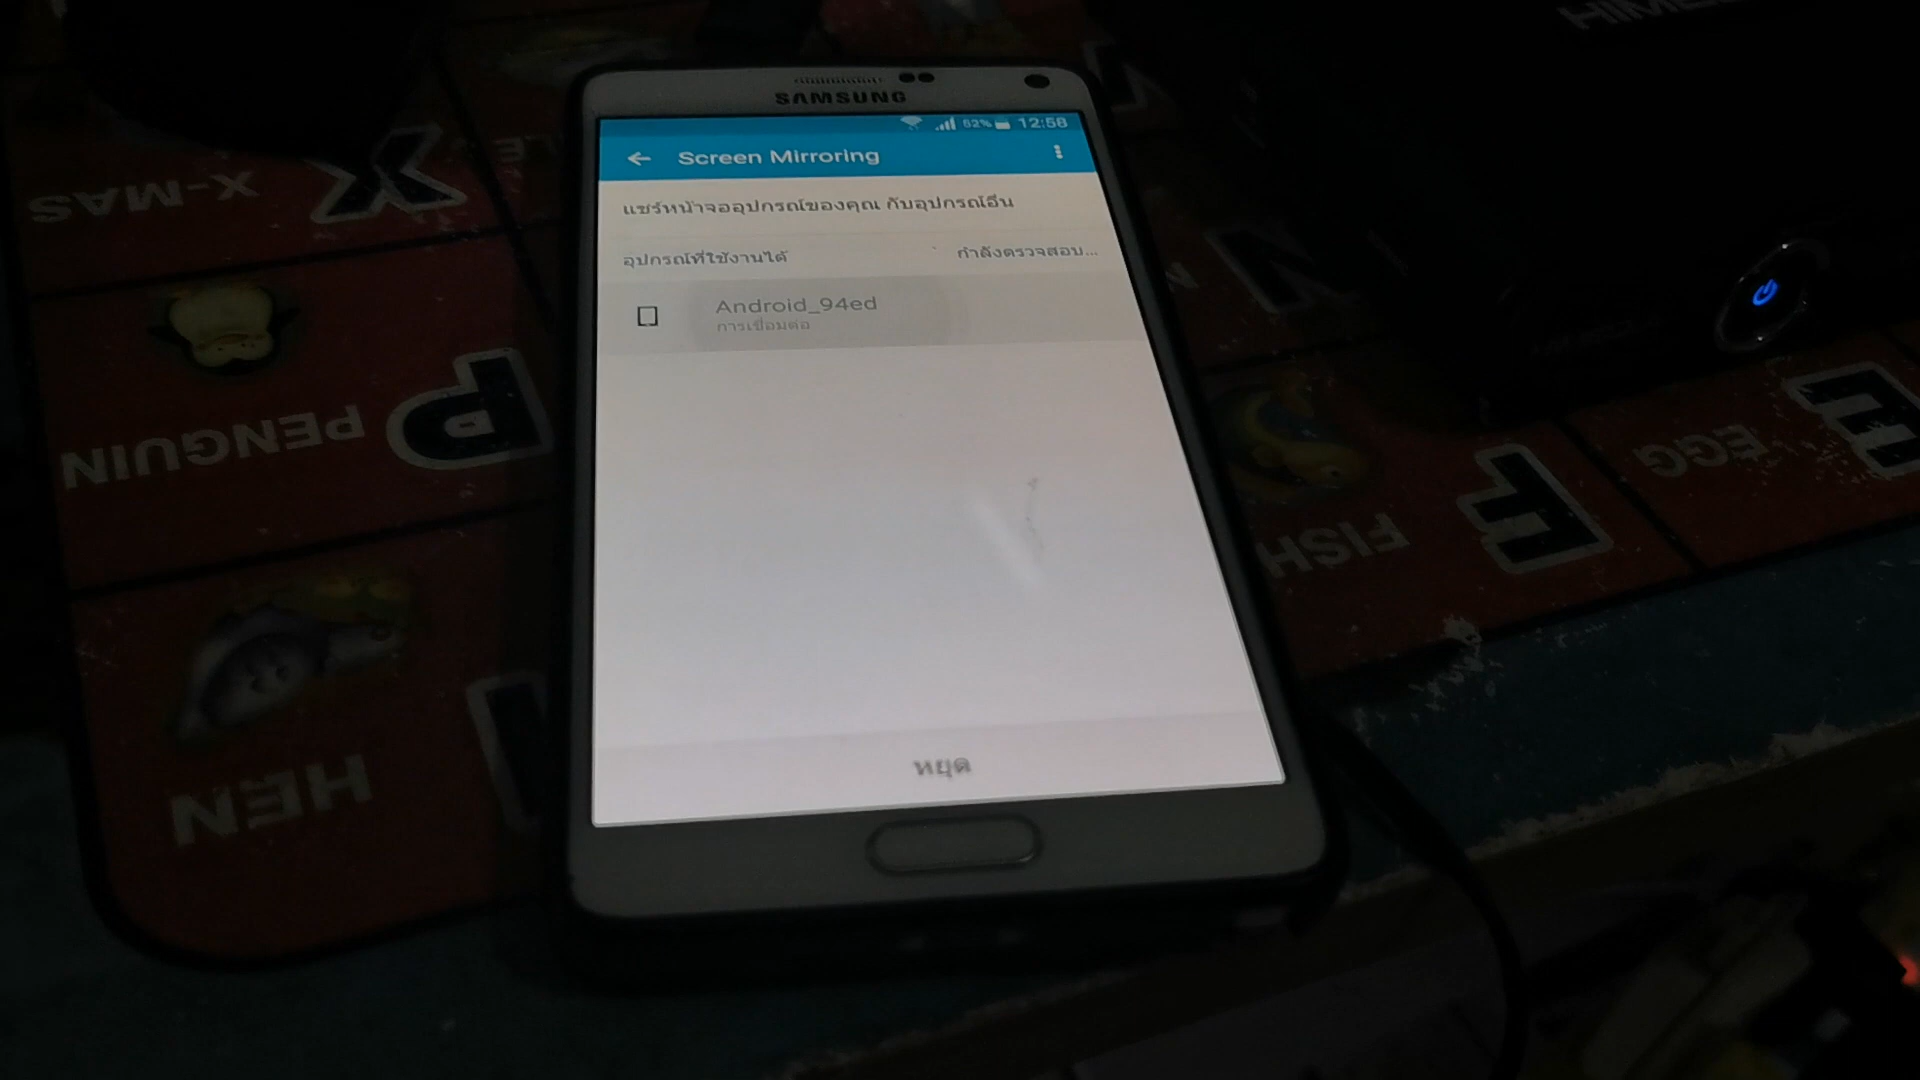 SAMSUNG
62% 12:58
Screen Mirroring
แชร์หน้าจออุปกรณ์ของคุณ กับอุปกรณ์อื่น
อุปกรณ์ที่ใช้งานได้ กำลังตรวจสอบ...
Android_94ed
การเชื่อมต่อ
หยุด
X-MAS X
PENGUIN P
HEN
FISH F
EGG E
N